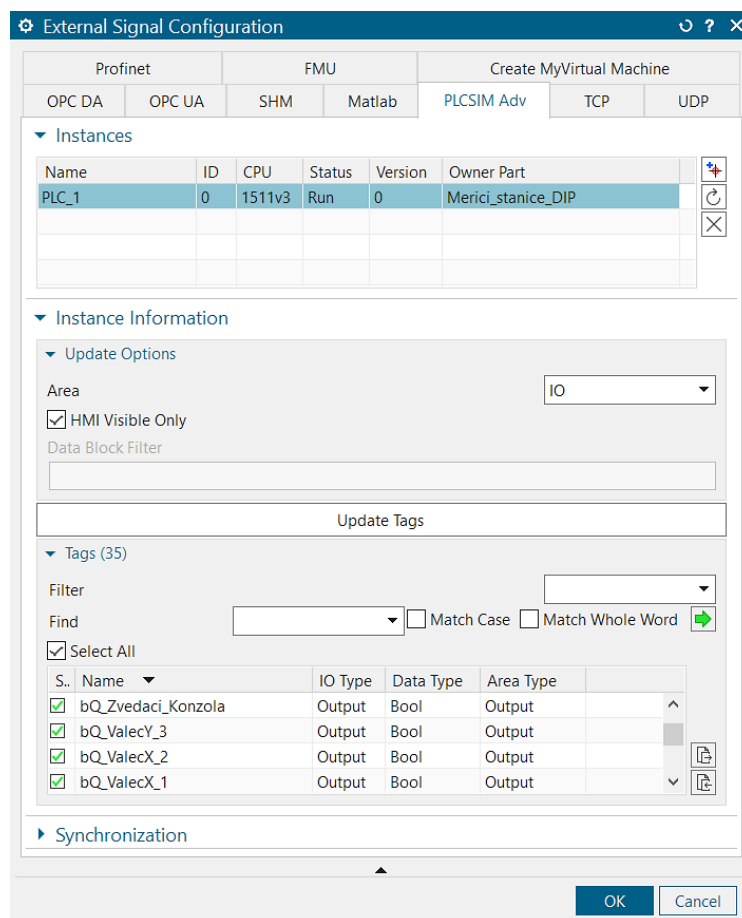 External Signal Configuration ?
Profinet FMU Create MyVirtual Machine
OPC DA OPC UA SHM Matlab PLCSIM Adv TCP UDP
Instances
Name ID CPU Status Version Owner Part
PLC_1 0 1511v3 Run 0 Merici_stanice_DIP
Instance Information
Update Options
Area IO
HMI Visible Only
Data Block Filter
Update Tags
Tags (35)
Filter
Find Match Case Match Whole Word
Select All
S.. Name IO Type Data Type Area Type
bQ_Zvedaci_Konzola Output Bool Output
bQ_ValecY_3 Output Bool Output
bQ_ValecX_2 Output Bool Output
bQ_ValecX_1 Output Bool Output
Synchronization
OK Cancel